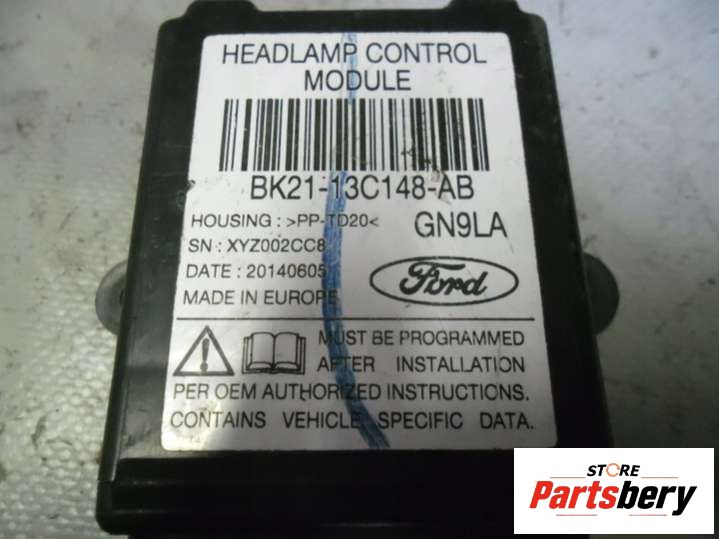 HEADLAMP CONTROL
MODULE
BK21-13C148-AB
HOUSING : >PP-TD20< GN9LA
SN : XYZ002CC8
DATE : 20140605
Ford
MADE IN EUROPE
MUST BE PROGRAMMED
AFTER INSTALLATION
PER OEM AUTHORIZED INSTRUCTIONS.
CONTAINS VEHICLE SPECIFIC DATA.
STORE
Partsbery